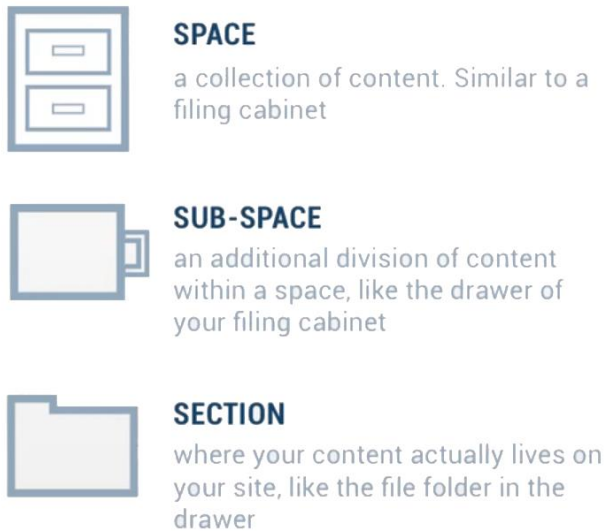 SPACE
a collection of content. Similar to a
filing cabinet
SUB-SPACE
an additional division of content
within a space, like the drawer of
your filing cabinet
SECTION
where your content actually lives on
your site, like the file folder in the
drawer